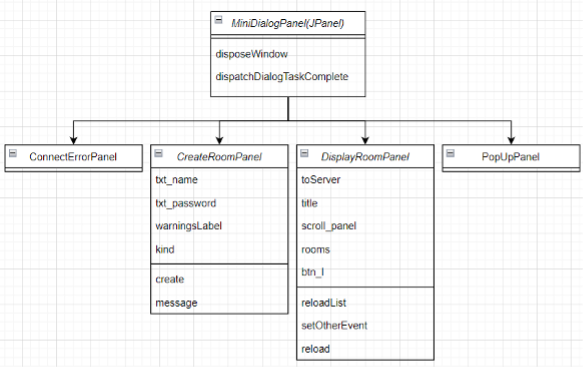 MiniDialogPanel(JPanel)
disposeWindow
dispatchDialogTaskComplete
ConnectErrorPanel
CreateRoomPanel
txt_name
txt_password
warningsLabel
kind
create
message
DisplayRoomPanel
toServer
title
scroll_panel
rooms
btn_l
reloadList
setOtherEvent
reload
PopUpPanel